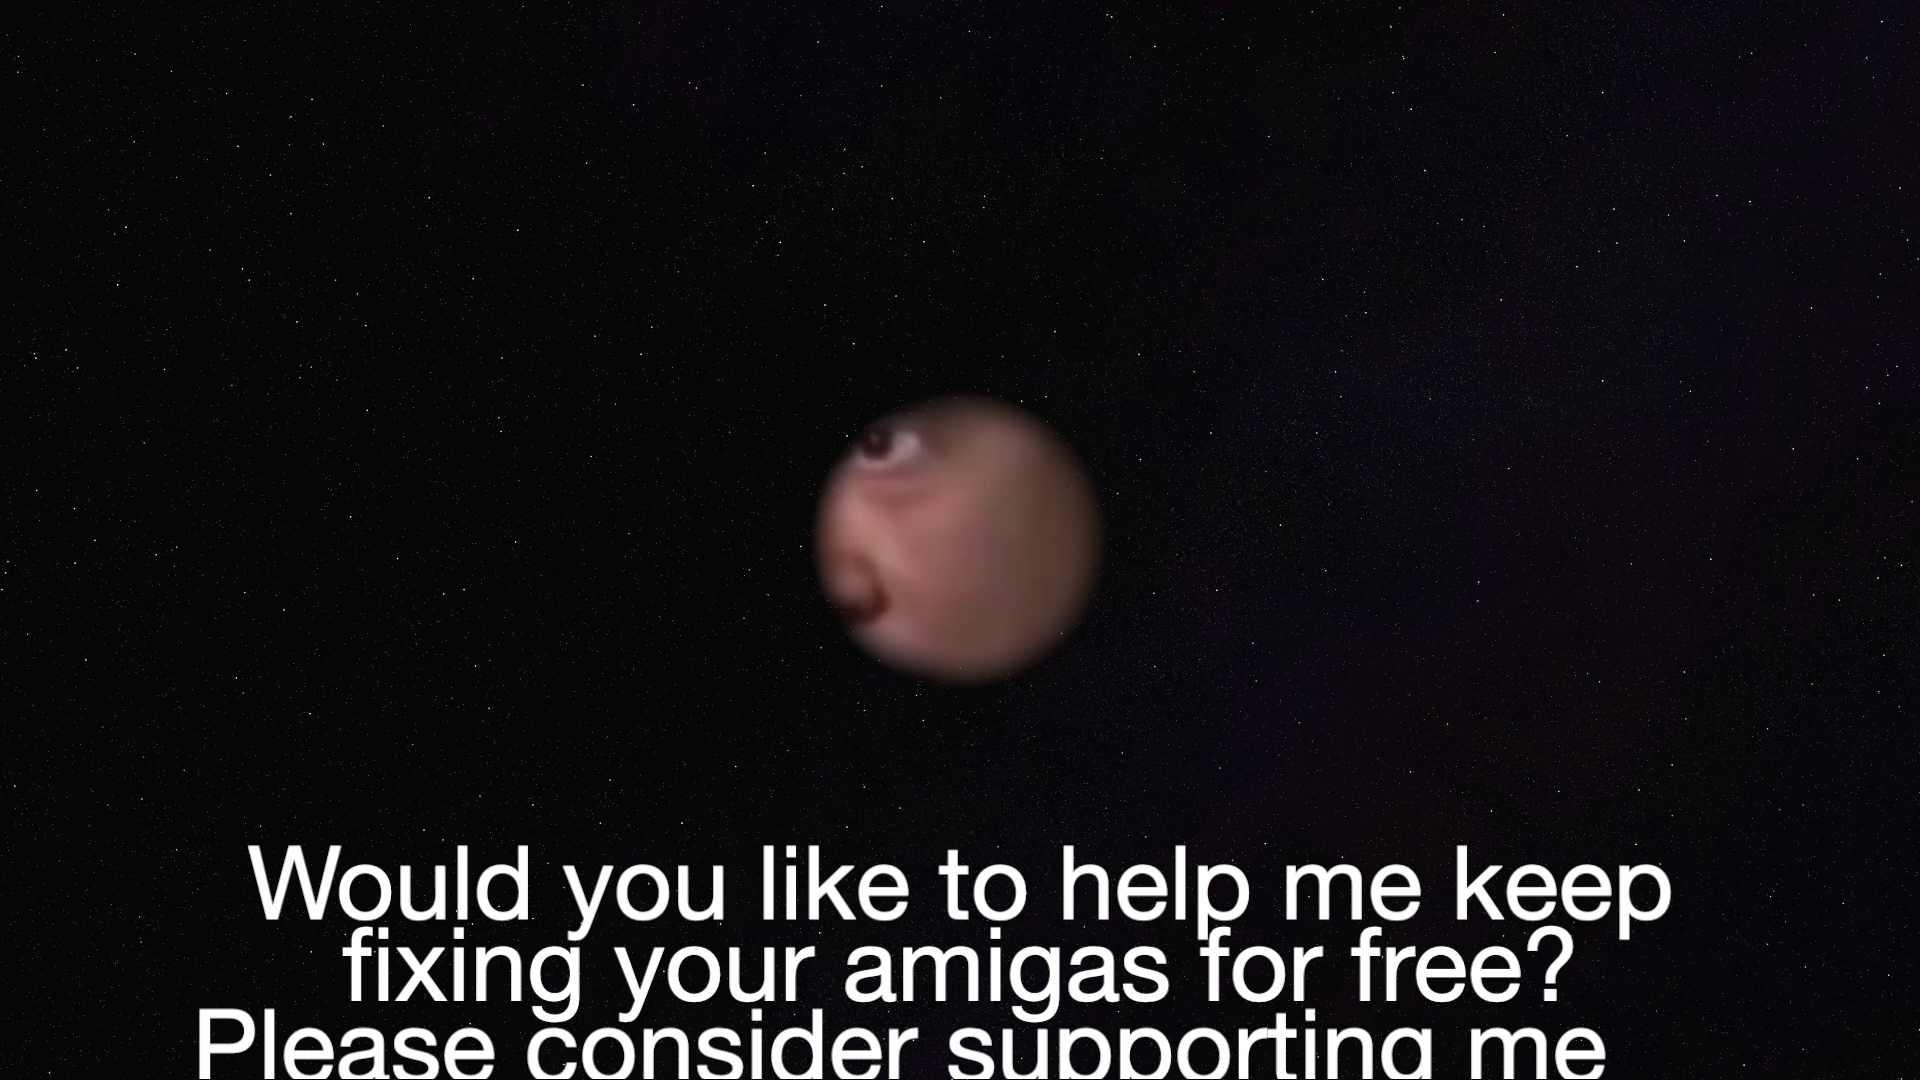 Would you like to help me keep
fixing your amigas for free?
Please consider supporting me